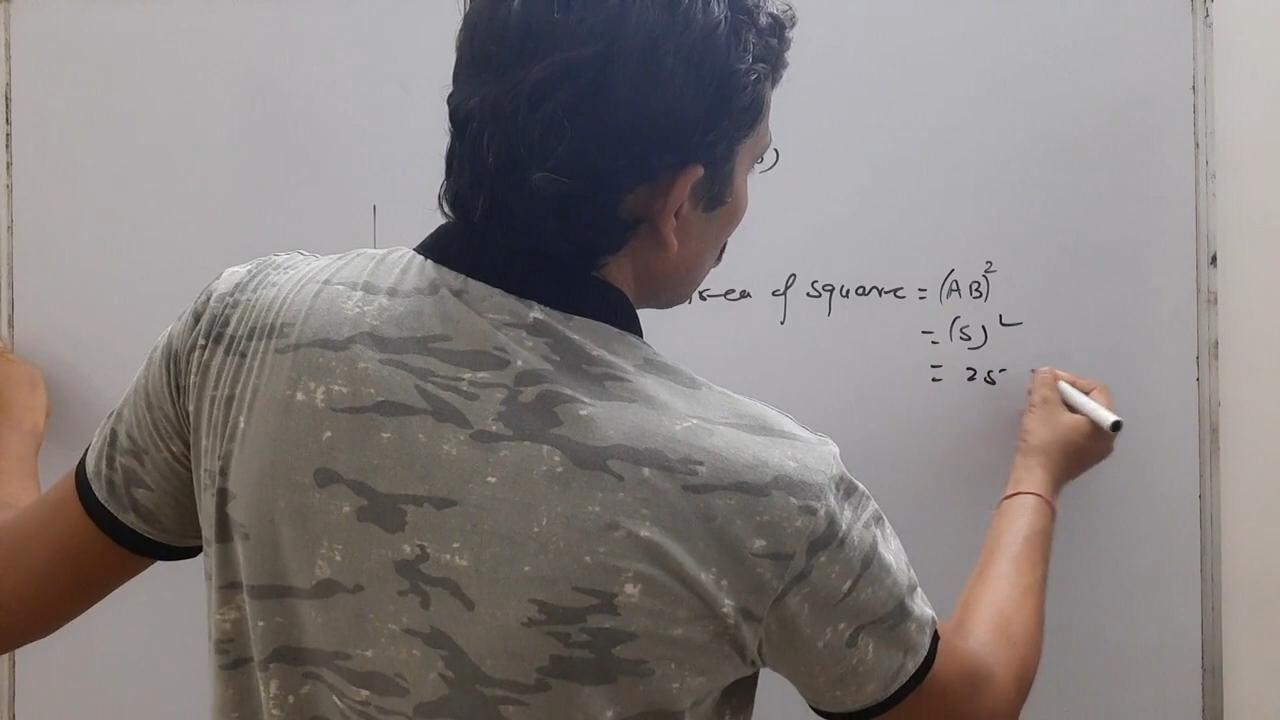 of square = (AB)²
= (5)²
= 25